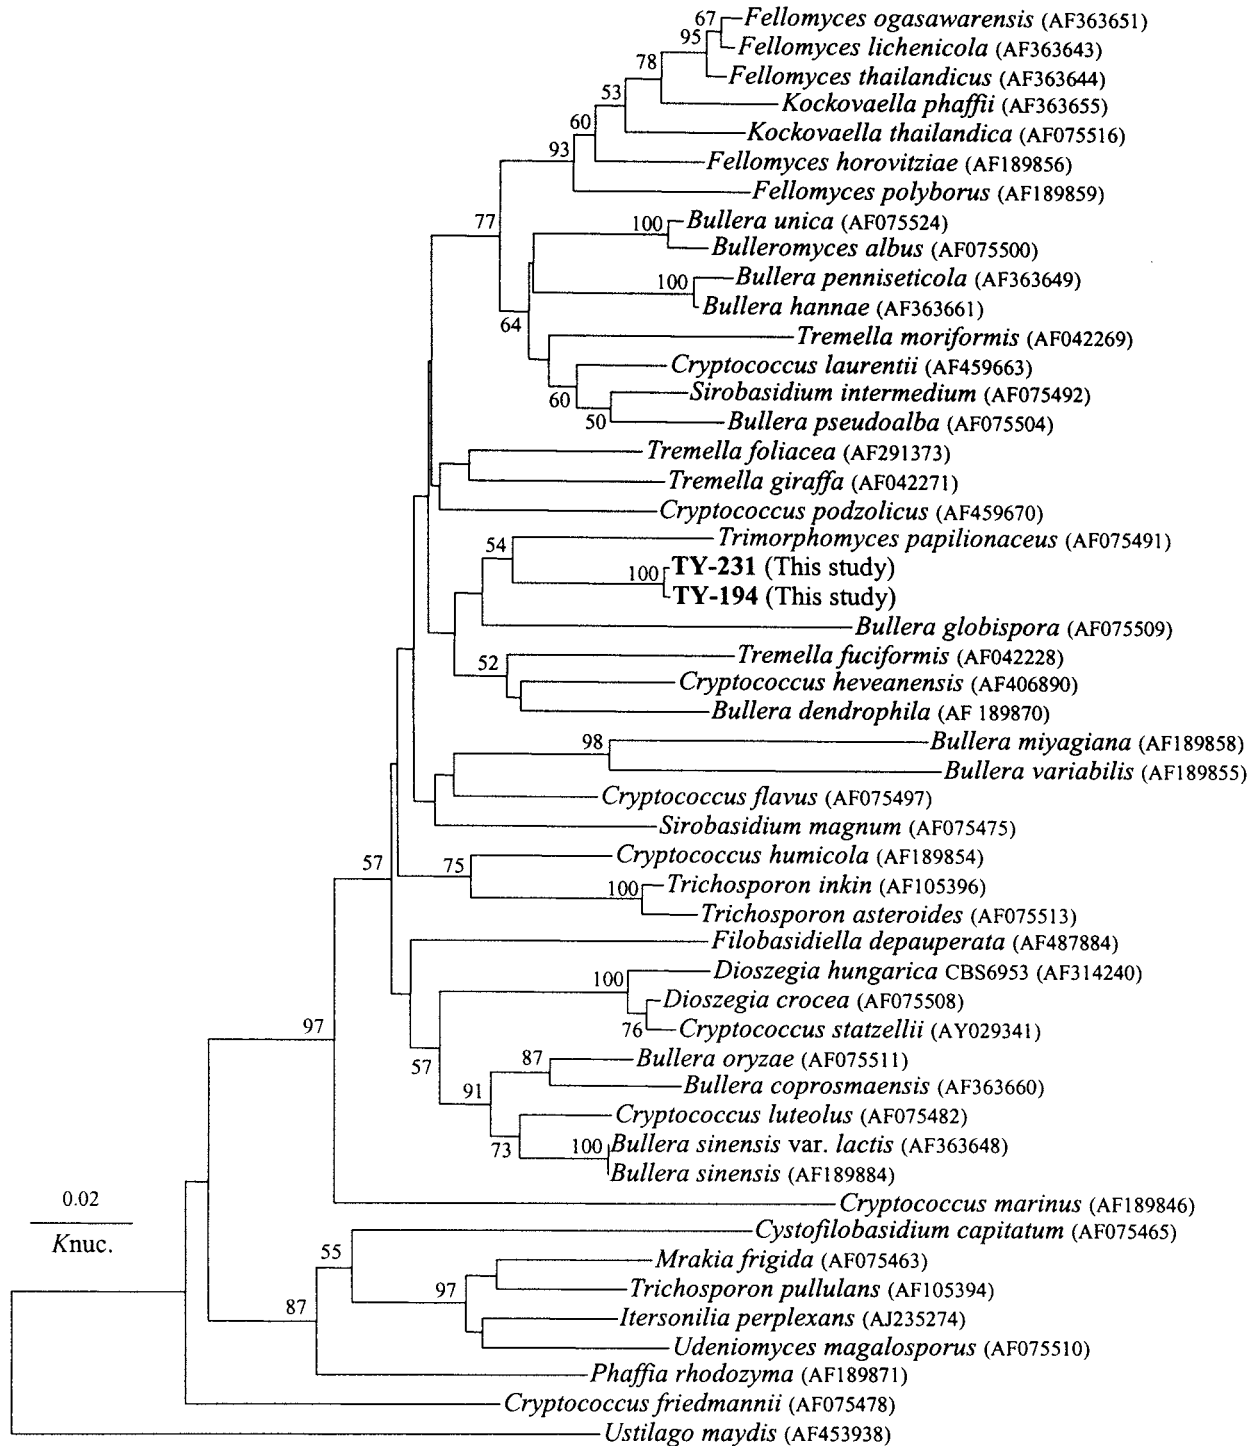 67 Fellomyces ogasawarensis (AF363651)
95 Fellomyces lichenicola (AF363643)
78 Fellomyces thailandicus (AF363644)
Kockovaella phaffii (AF363655)
53 Kockovaella thailandica (AF075516)
60 Fellomyces horovitziae (AF189856)
93 Fellomyces polyborus (AF189859)
77 100 Bullera unica (AF075524)
Bulleromyces albus (AF075500)
100 Bullera penniseticola (AF363649)
Bullera hannae (AF363661)
64 Tremella moriformis (AF042269)
Cryptococcus laurentii (AF459663)
60 Sirobasidium intermedium (AF075492)
50 Bullera pseudoalba (AF075504)
Tremella foliacea (AF291373)
Tremella giraffa (AF042271)
Cryptococcus podzolicus (AF459670)
54 Trimorphomyces papilionaceus (AF075491)
100 TY-231 (This study)
TY-194 (This study)
Bullera globispora (AF075509)
52 Tremella fuciformis (AF042228)
Cryptococcus heveanensis (AF406890)
Bullera dendrophila (AF 189870)
98 Bullera miyagiana (AF189858)
Bullera variabilis (AF189855)
Cryptococcus flavus (AF075497)
Sirobasidium magnum (AF075475)
57 75 Cryptococcus humicola (AF189854)
100 Trichosporon inkin (AF105396)
Trichosporon asteroides (AF075513)
Filobasidiella depauperata (AF487884)
100 Dioszegia hungarica CBS6953 (AF314240)
Dioszegia crocea (AF075508)
97 76 Cryptococcus statzellii (AY029341)
57 87 Bullera oryzae (AF075511)
91 Bullera coprosmaensis (AF363660)
Cryptococcus luteolus (AF075482)
73 100 Bullera sinensis var. lactis (AF363648)
Bullera sinensis (AF189884)
0.02 Cryptococcus marinus (AF189846)
Knuc. Cystofilobasidium capitatum (AF075465)
55 Mrakia frigida (AF075463)
97 Trichosporon pullulans (AF105394)
87 Itersonilia perplexans (AJ235274)
Udeniomyces magalosporus (AF075510)
Phaffia rhodozyma (AF189871)
Cryptococcus friedmannii (AF075478)
Ustilago maydis (AF453938)